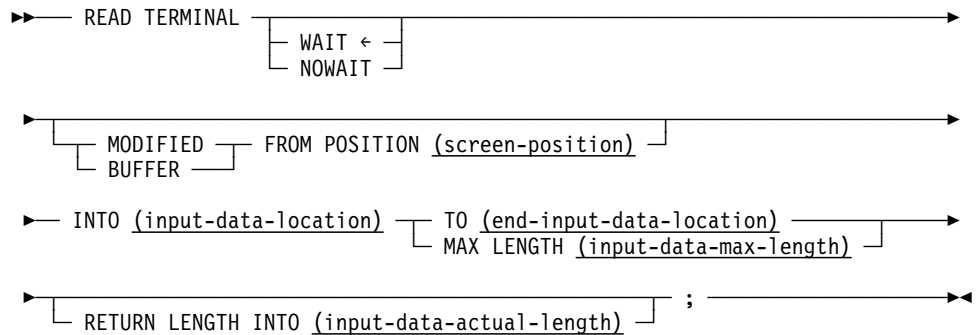 READ TERMINAL
WAIT ←
NOWAIT
MODIFIED FROM POSITION (screen-position)
BUFFER
INTO (input-data-location) TO (end-input-data-location)
MAX LENGTH (input-data-max-length)
;
RETURN LENGTH INTO (input-data-actual-length)